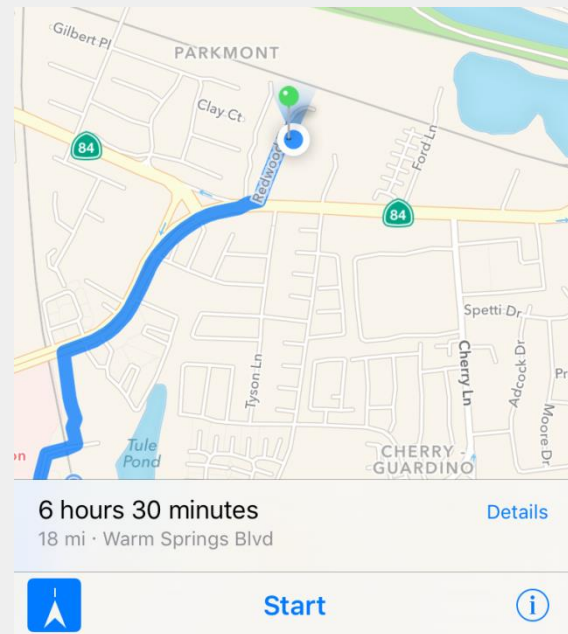 Gilbert Pl
PARKMONT
Clay Ct
84
Redwood
Ford Ln
84
Spetti Dr
Tyson Ln
Cherry Ln
Adcock Dr
Pr
Moore Dr
on
Tule
Pond
CHERRY -
GUARDINO
6 hours 30 minutes
Details
18 mi · Warm Springs Blvd
Start
i